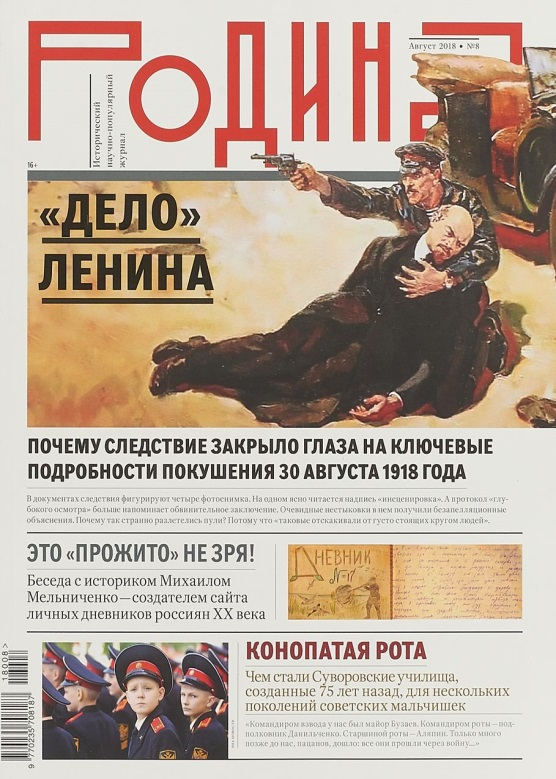 РОДИНА
Август 2018 • №8
Исторический
научно-популярный
журнал
16+
«ДЕЛО»
ЛЕНИНА
ПОЧЕМУ СЛЕДСТВИЕ ЗАКРЫЛО ГЛАЗА НА КЛЮЧЕВЫЕ
ПОДРОБНОСТИ ПОКУШЕНИЯ 30 АВГУСТА 1918 ГОДА
В документах следствия фигурируют четыре фотоснимка. На одном ясно читается надпись «инсценировка». А протокол «глу-
бокого осмотра» больше напоминает обвинительное заключение. Очевидные нестыковки в нем получили безапелляционные
объяснения. Почему так странно разлетелись пули? Потому что «таковые отскакивали от густо стоящих кругом людей».
ЭТО «ПРОЖИТО» НЕ ЗРЯ!
Беседа с историком Михаилом
Мельниченко—создателем сайта
личных дневников россиян XX века
ДНЕВНИК
№-17
КОНОПАТАЯ РОТА
Чем стали Суворовские училища,
созданные 75 лет назад, для нескольких
поколений советских мальчишек
«Командиром взвода у нас был майор Бузаев. Командиром роты—под-
полковник Данильченко. Старшиной роты—Аляпин. Только много
позже до нас, пацанов, дошло: все они прошли через войну...»
18008>
9 770235 708187